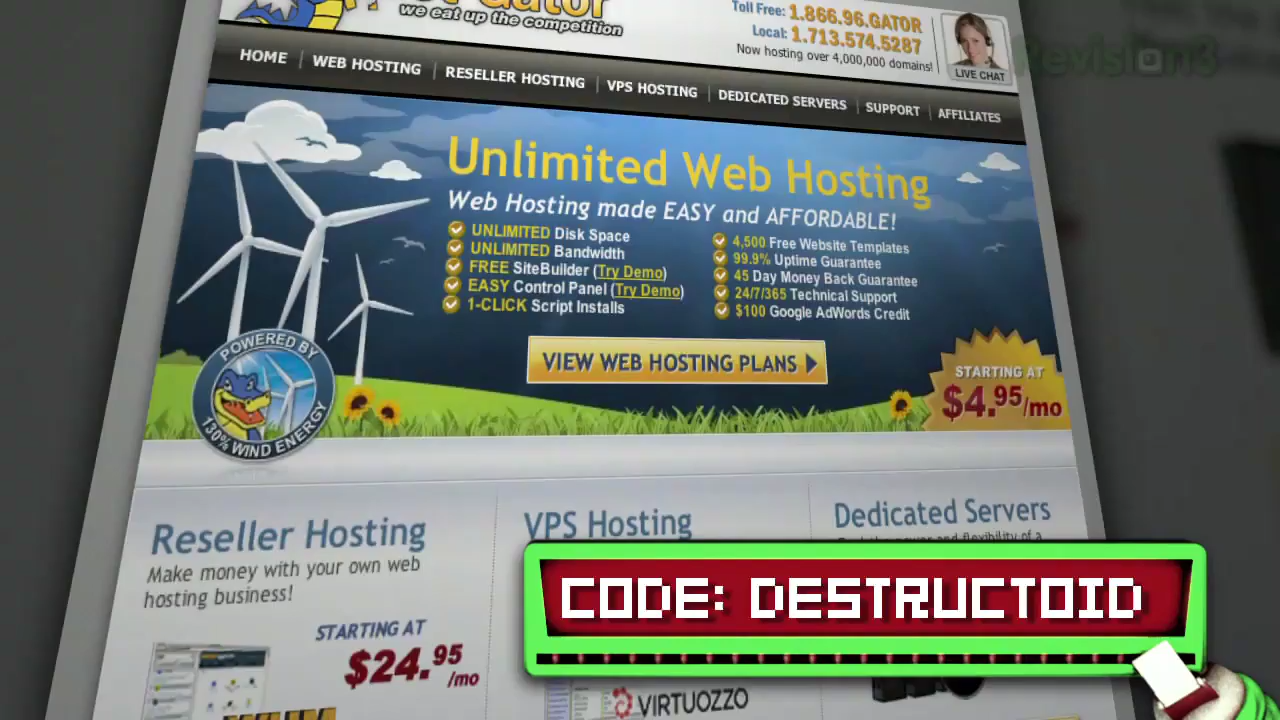 Gator
we eat up the competition
Toll Free: 1.866.96.GATOR
Local: 1.713.574.5287
Now hosting over 4,000,000 domains!
LIVE CHAT
Revision3
HOME
WEB HOSTING
RESELLER HOSTING
VPS HOSTING
DEDICATED SERVERS
SUPPORT
AFFILIATES
Unlimited Web Hosting
Web Hosting made EASY and AFFORDABLE!
UNLIMITED Disk Space
UNLIMITED Bandwidth
FREE SiteBuilder (Try Demo)
EASY Control Panel (Try Demo)
1-CLICK Script Installs
4,500 Free Website Templates
99.9% Uptime Guarantee
45 Day Money Back Guarantee
24/7/365 Technical Support
$100 Google AdWords Credit
VIEW WEB HOSTING PLANS
STARTING AT
$4.95/mo
POWERED BY
130% WIND ENERGY
Reseller Hosting
Make money with your own web
hosting business!
STARTING AT
$24.95
/mo
VPS Hosting
VIRTUOZZO
Dedicated Servers
CODE: DESTRUCTOID